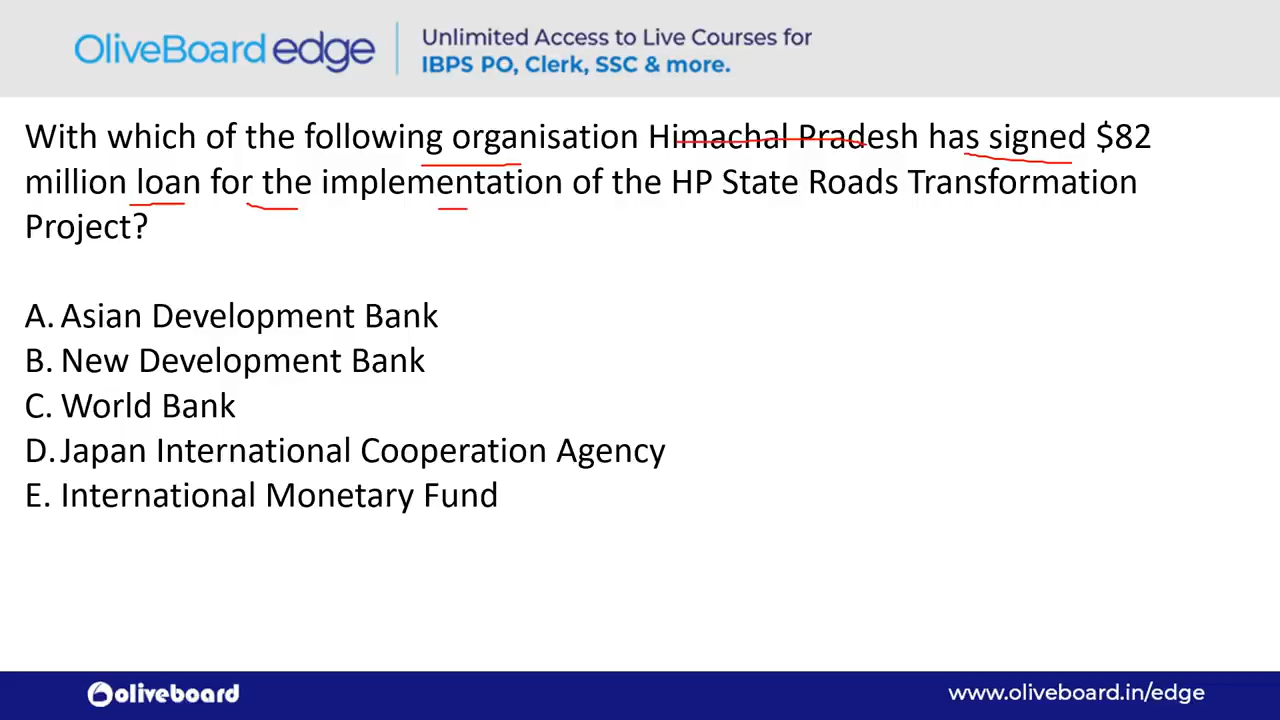 OliveBoard edge
Unlimited Access to Live Courses for
IBPS PO, Clerk, SSC & more.
With which of the following organisation Himachal Pradesh has signed $82
million loan for the implementation of the HP State Roads Transformation
Project?
A. Asian Development Bank
B. New Development Bank
C. World Bank
D. Japan International Cooperation Agency
E. International Monetary Fund
oliveboard
www.oliveboard.in/edge